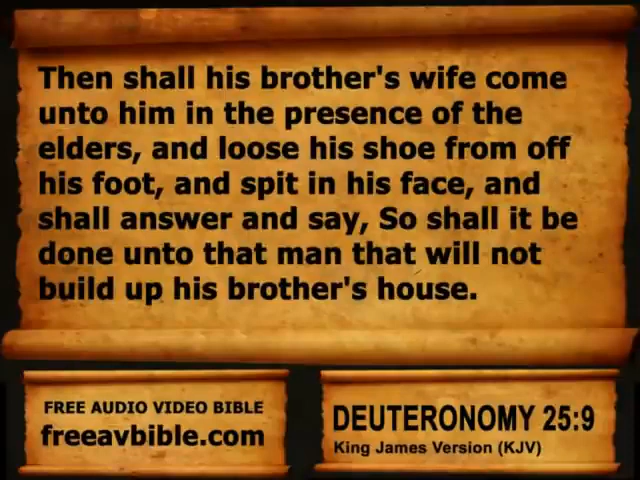 Then shall his brother's wife come
unto him in the presence of the
elders, and loose his shoe from off
his foot, and spit in his face, and
shall answer and say, So shall it be
done unto that man that will not
build up his brother's house.
FREE AUDIO VIDEO BIBLE
freeavbible.com
DEUTERONOMY 25:9
King James Version (KJV)